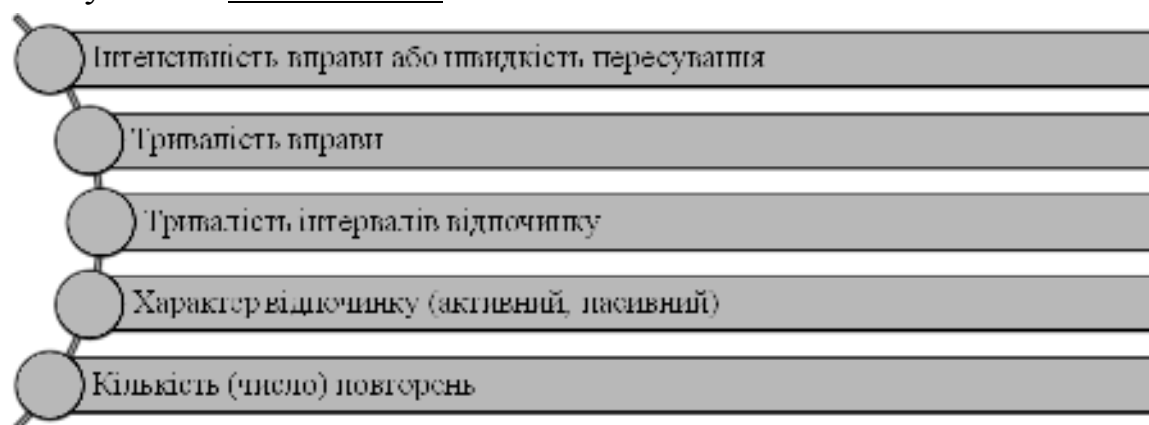 Інтенсивність вправи або швидкість пересування
Тривалість вправи
Тривалість інтервалів відпочинку
Характер відпочинку (активний, пасивний)
Кількість (число) повторень